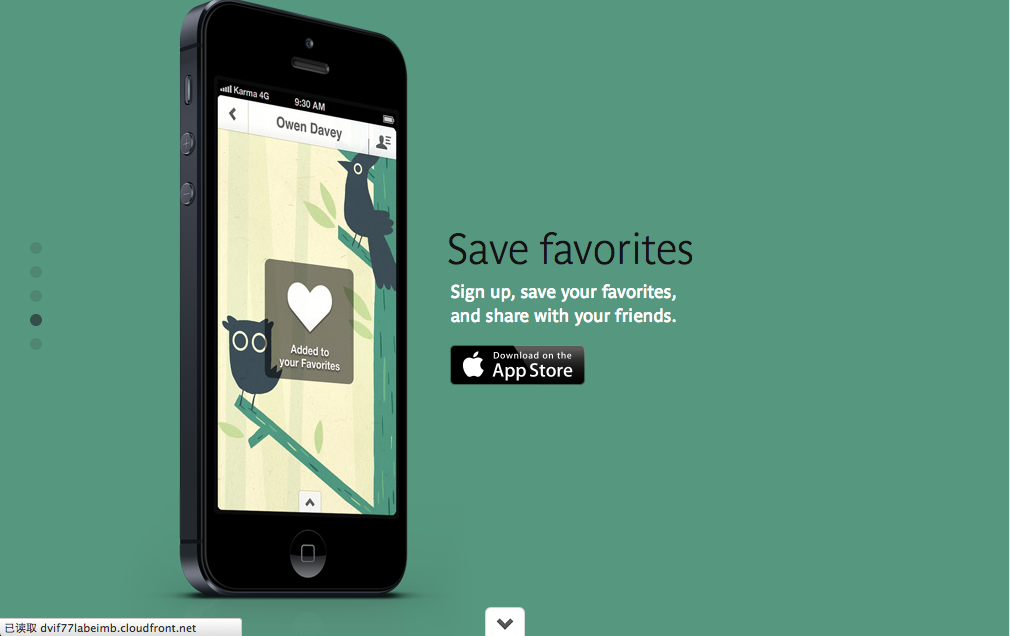 Karma 4G
9:30 AM
Owen Davey
Added to
your Favorites
Save favorites
Sign up, save your favorites,
and share with your friends.
Download on the
App Store
已读取 dvif77labeimb.cloudfront.net